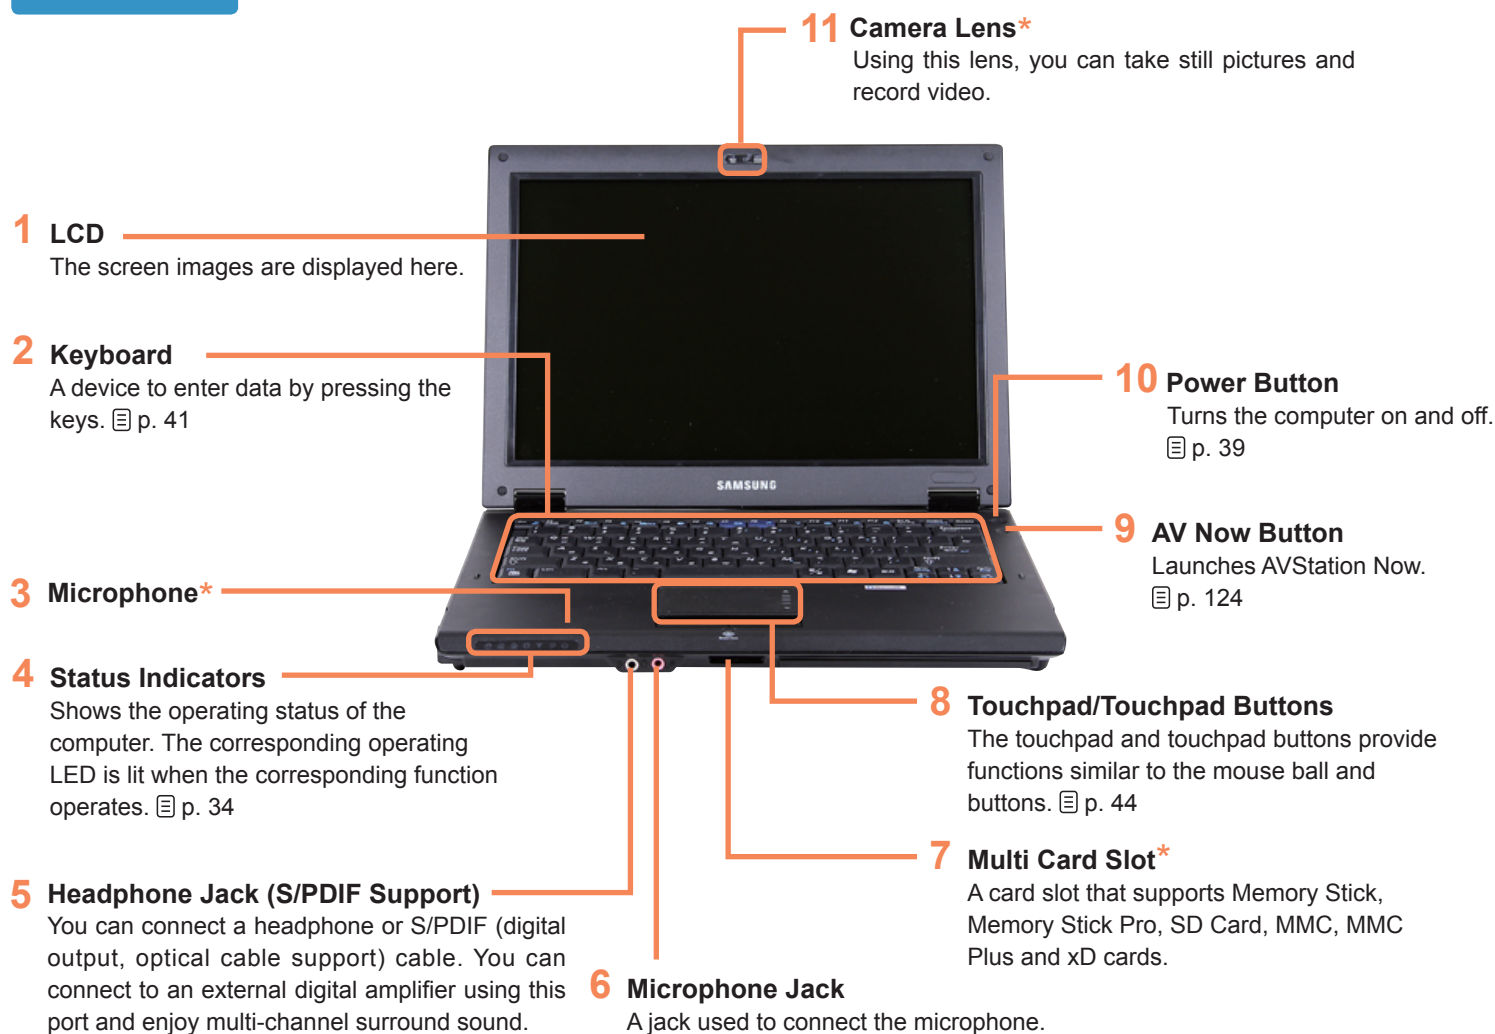 11 Camera Lens*
Using this lens, you can take still pictures and
record video.
1 LCD
The screen images are displayed here.
2 Keyboard
A device to enter data by pressing the
keys. p. 41
10 Power Button
Turns the computer on and off.
p. 39
SAMSUNG
9 AV Now Button
Launches AVStation Now.
p. 124
3 Microphone*
4 Status Indicators
Shows the operating status of the
computer. The corresponding operating
LED is lit when the corresponding function
operates. p. 34
8 Touchpad/Touchpad Buttons
The touchpad and touchpad buttons provide
functions similar to the mouse ball and
buttons. p. 44
7 Multi Card Slot*
A card slot that supports Memory Stick,
Memory Stick Pro, SD Card, MMC, MMC
Plus and xD cards.
5 Headphone Jack (S/PDIF Support)
You can connect a headphone or S/PDIF (digital
output, optical cable support) cable. You can
connect to an external digital amplifier using this
port and enjoy multi-channel surround sound.
6 Microphone Jack
A jack used to connect the microphone.